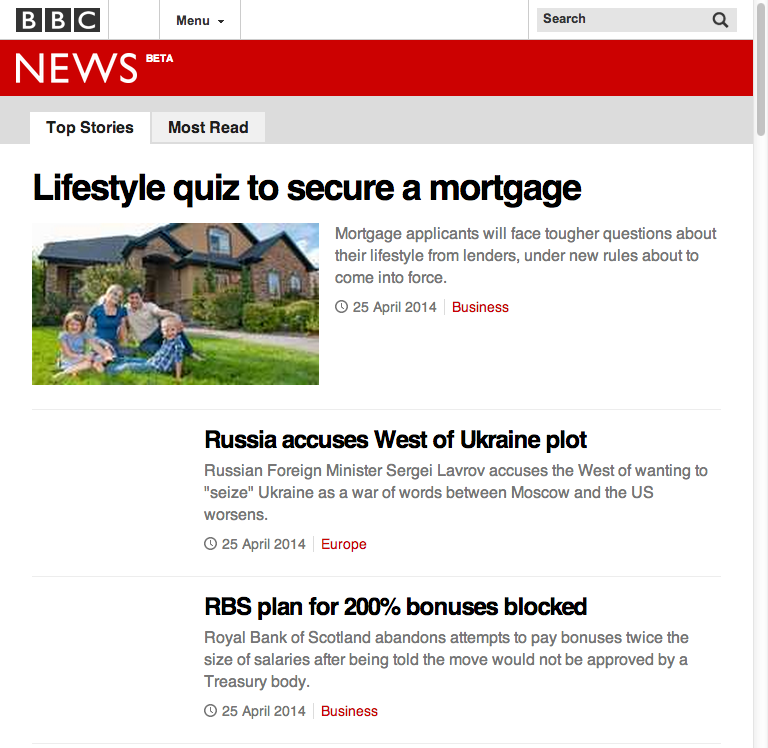 BBC Menu Search
NEWS BETA
Top Stories Most Read
Lifestyle quiz to secure a mortgage
Mortgage applicants will face tougher questions about
their lifestyle from lenders, under new rules about to
come into force.
25 April 2014 Business
Russia accuses West of Ukraine plot
Russian Foreign Minister Sergei Lavrov accuses the West of wanting to
"seize" Ukraine as a war of words between Moscow and the US
worsens.
25 April 2014 Europe
RBS plan for 200% bonuses blocked
Royal Bank of Scotland abandons attempts to pay bonuses twice the
size of salaries after being told the move would not be approved by a
Treasury body.
25 April 2014 Business